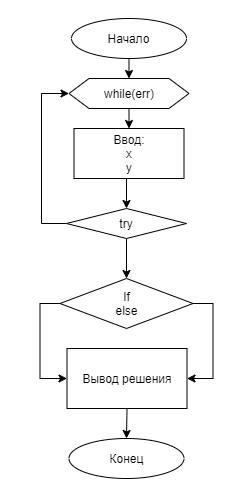 Начало
while(err)
Ввод:
x
y
try
If
else
Вывод решения
Конец